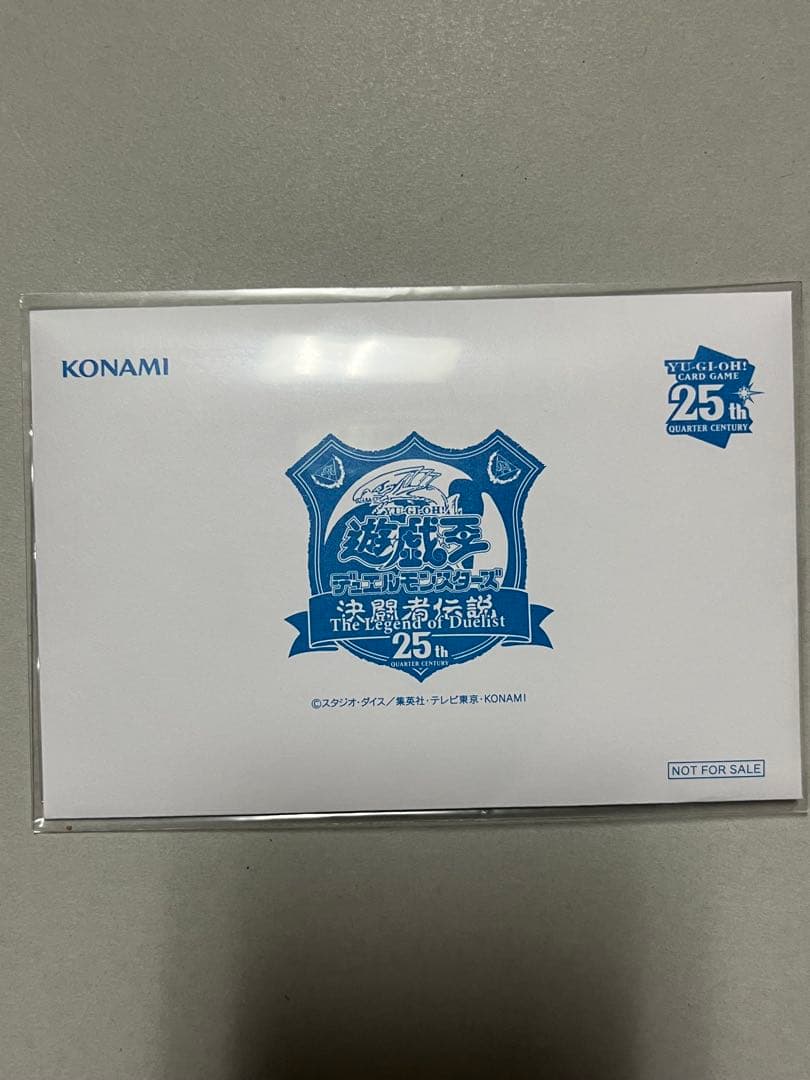 KONAMI
YU-GI-OH!
CARD GAME
25th
QUARTER CENTURY
YU-GI-OH!
遊戯王
デュエルモンスターズ
決闘者伝説
The Legend of Duelist
25th
QUARTER CENTURY
©スタジオ・ダイス/集英社・テレビ東京・KONAMI
NOT FOR SALE